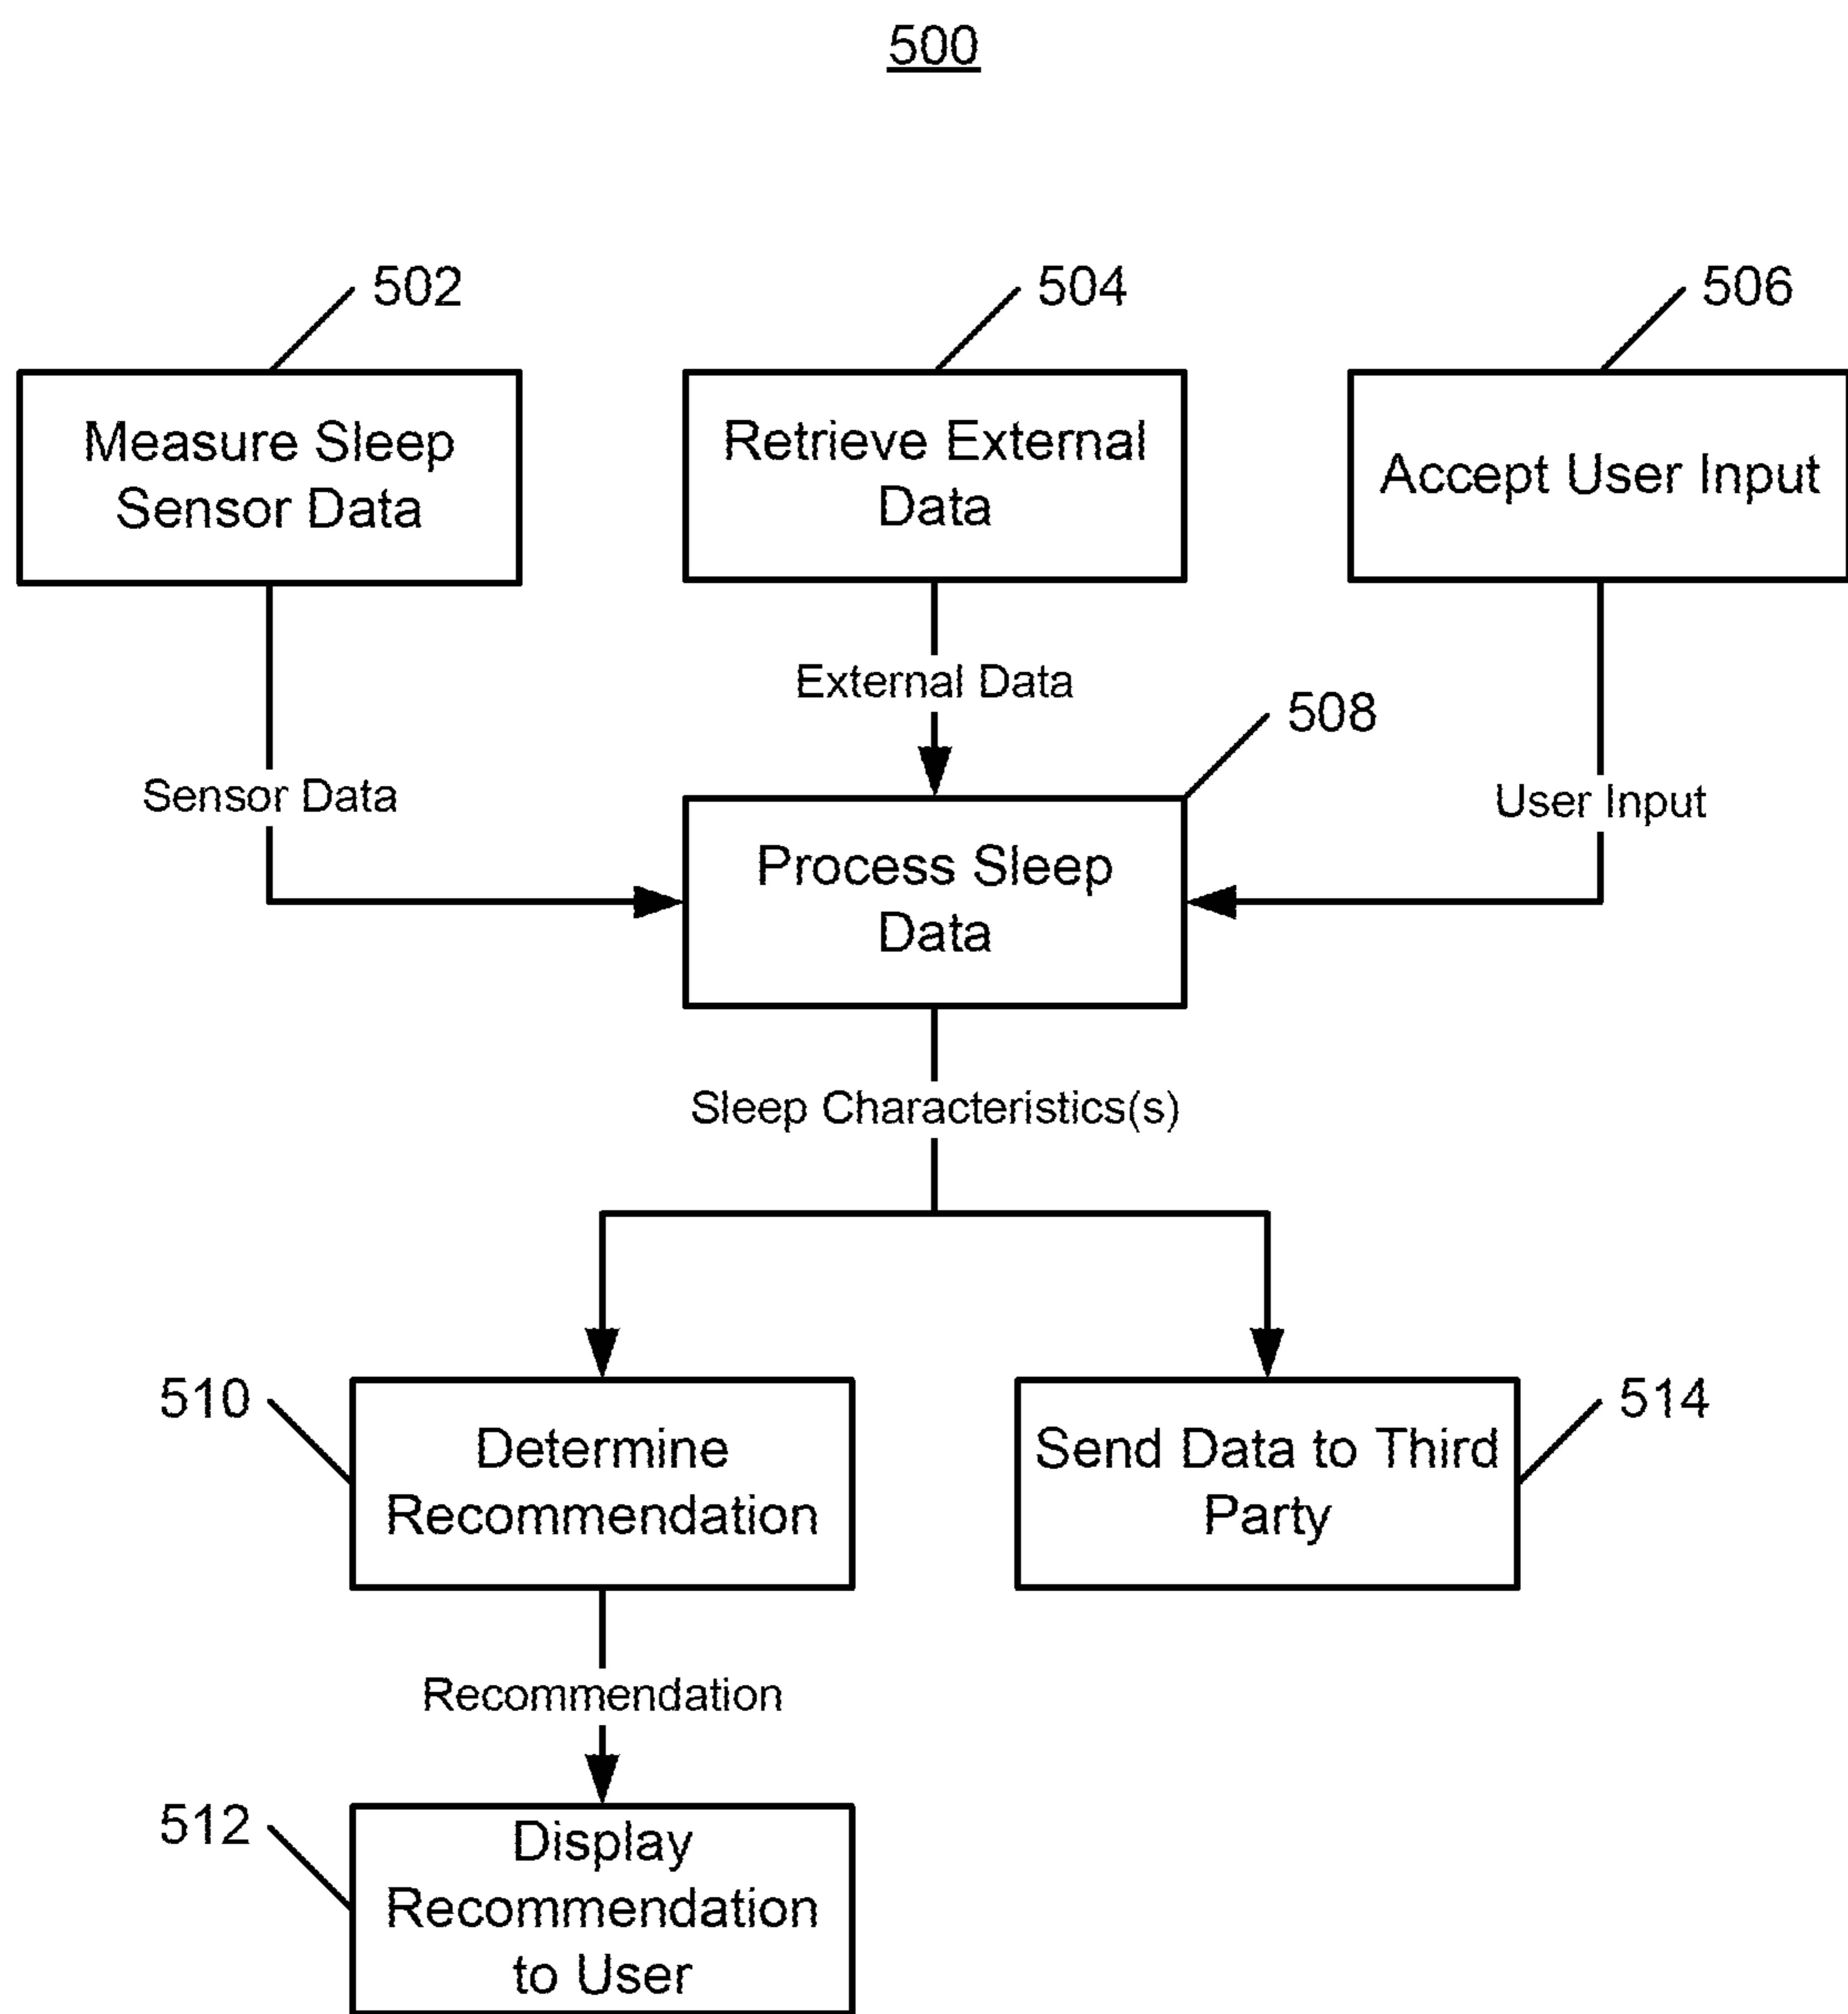 500
502
504
506
Measure Sleep
Sensor Data
Retrieve External
Data
Accept User Input
External Data
508
Sensor Data
User Input
Process Sleep
Data
Sleep Characteristics(s)
510
Determine
Recommendation
Send Data to Third
Party
514
Recommendation
512
Display
Recommendation
to User